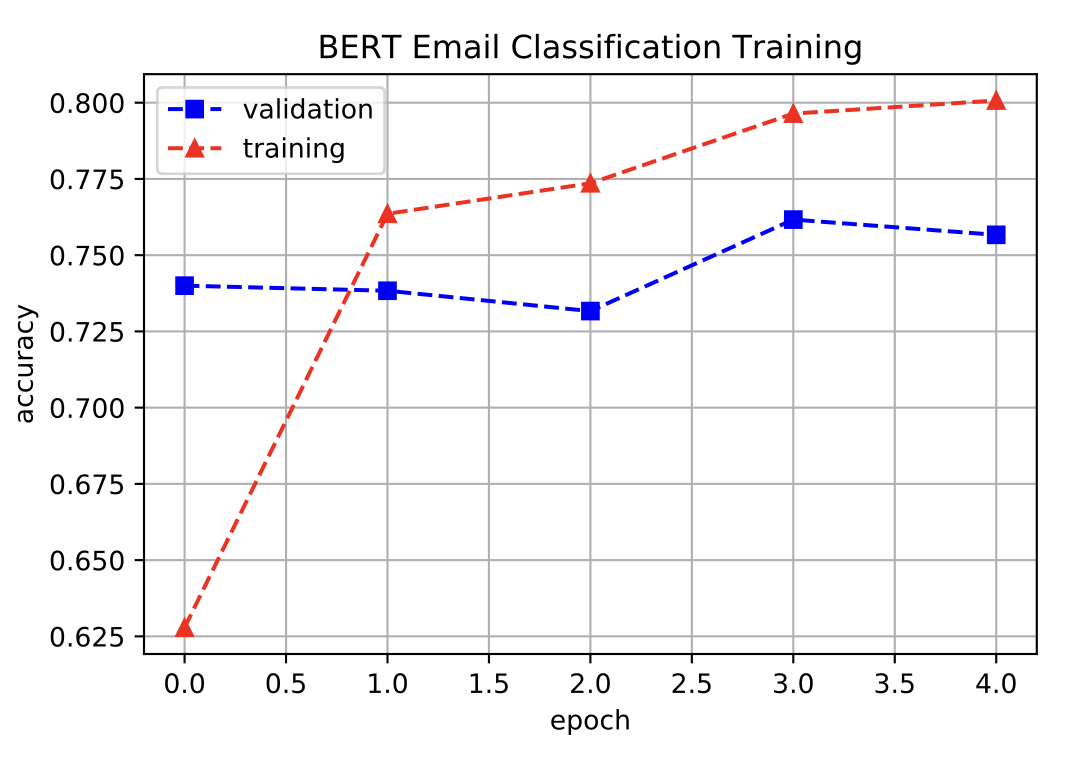 BERT Email Classification Training
validation
training
0.800
0.775
0.750
0.725
0.700
0.675
0.650
0.625
accuracy
0.0 0.5 1.0 1.5 2.0 2.5 3.0 3.5 4.0
epoch